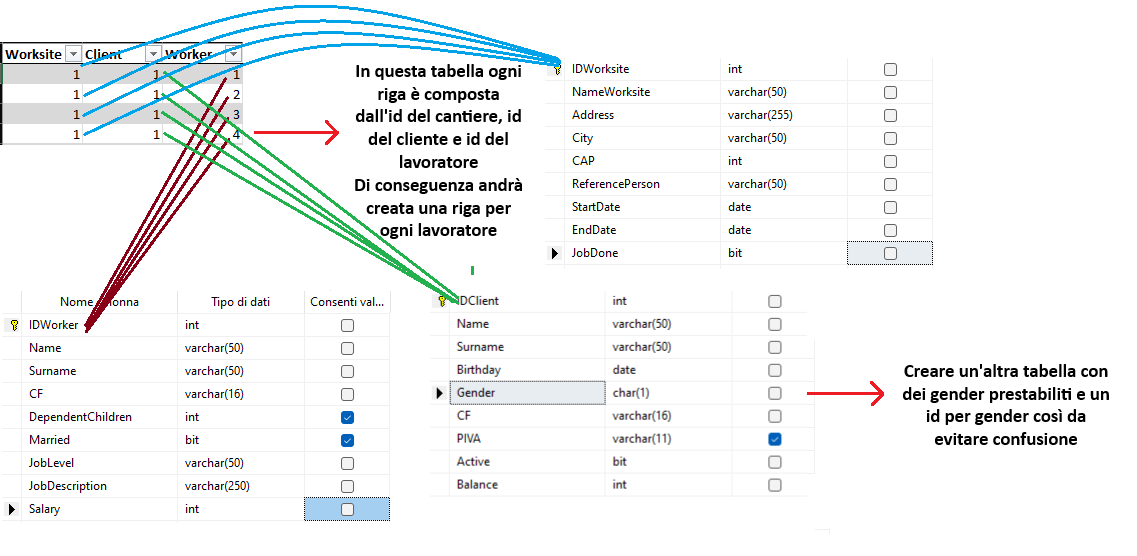 Worksite Client Worker
1 1 1
1 1 2
1 1 3
1 1 4
In questa tabella ogni
riga è composta
dall'id del cantiere, id
del cliente e id del
lavoratore
Di conseguenza andrà
creata una riga per
ogni lavoratore
IDWorksite int
NameWorksite varchar(50)
Address varchar(255)
City varchar(50)
CAP int
ReferencePerson varchar(50)
StartDate date
EndDate date
JobDone bit
Nome onna Tipo di dati Consenti val...
IDWorker int
Name varchar(50)
Surname varchar(50)
CF varchar(16)
DependentChildren int
Married bit
JobLevel varchar(50)
JobDescription varchar(250)
Salary int
IDClient int
Name varchar(50)
Surname varchar(50)
Birthday date
Gender char(1)
CF varchar(16)
PIVA varchar(11)
Active bit
Balance int
Creare un'altra tabella con
dei gender prestabiliti e un
id per gender così da
evitare confusione